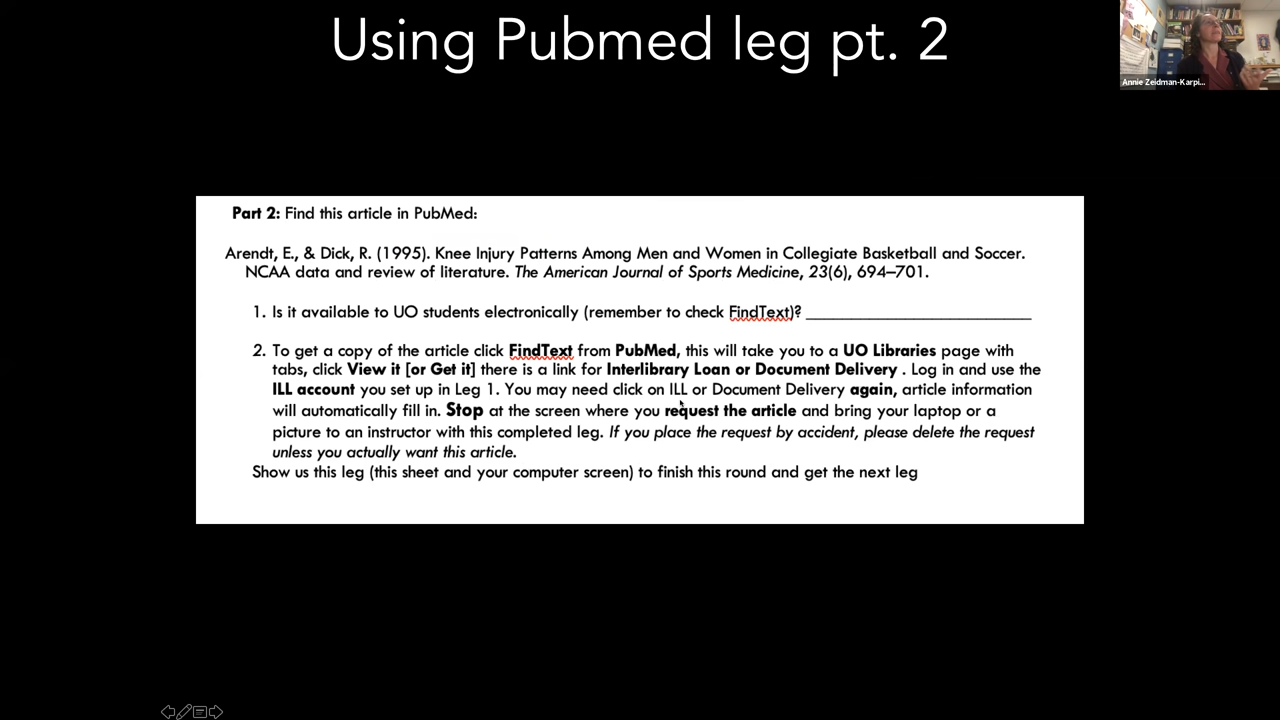 Using Pubmed leg pt. 2
Annie Zeidman-Karpi...
Part 2: Find this article in PubMed:
Arendt, E., & Dick, R. (1995). Knee Injury Patterns Among Men and Women in Collegiate Basketball and Soccer.
NCAA data and review of literature. The American Journal of Sports Medicine, 23(6), 694–701.
1. Is it available to UO students electronically (remember to check FindText)? ___________________________
2. To get a copy of the article click FindText from PubMed, this will take you to a UO Libraries page with
tabs, click View it [or Get it] there is a link for Interlibrary Loan or Document Delivery . Log in and use the
ILL account you set up in Leg 1. You may need click on ILL or Document Delivery again, article information
will automatically fill in. Stop at the screen where you request the article and bring your laptop or a
picture to an instructor with this completed leg. If you place the request by accident, please delete the request
unless you actually want this article.
Show us this leg (this sheet and your computer screen) to finish this round and get the next leg